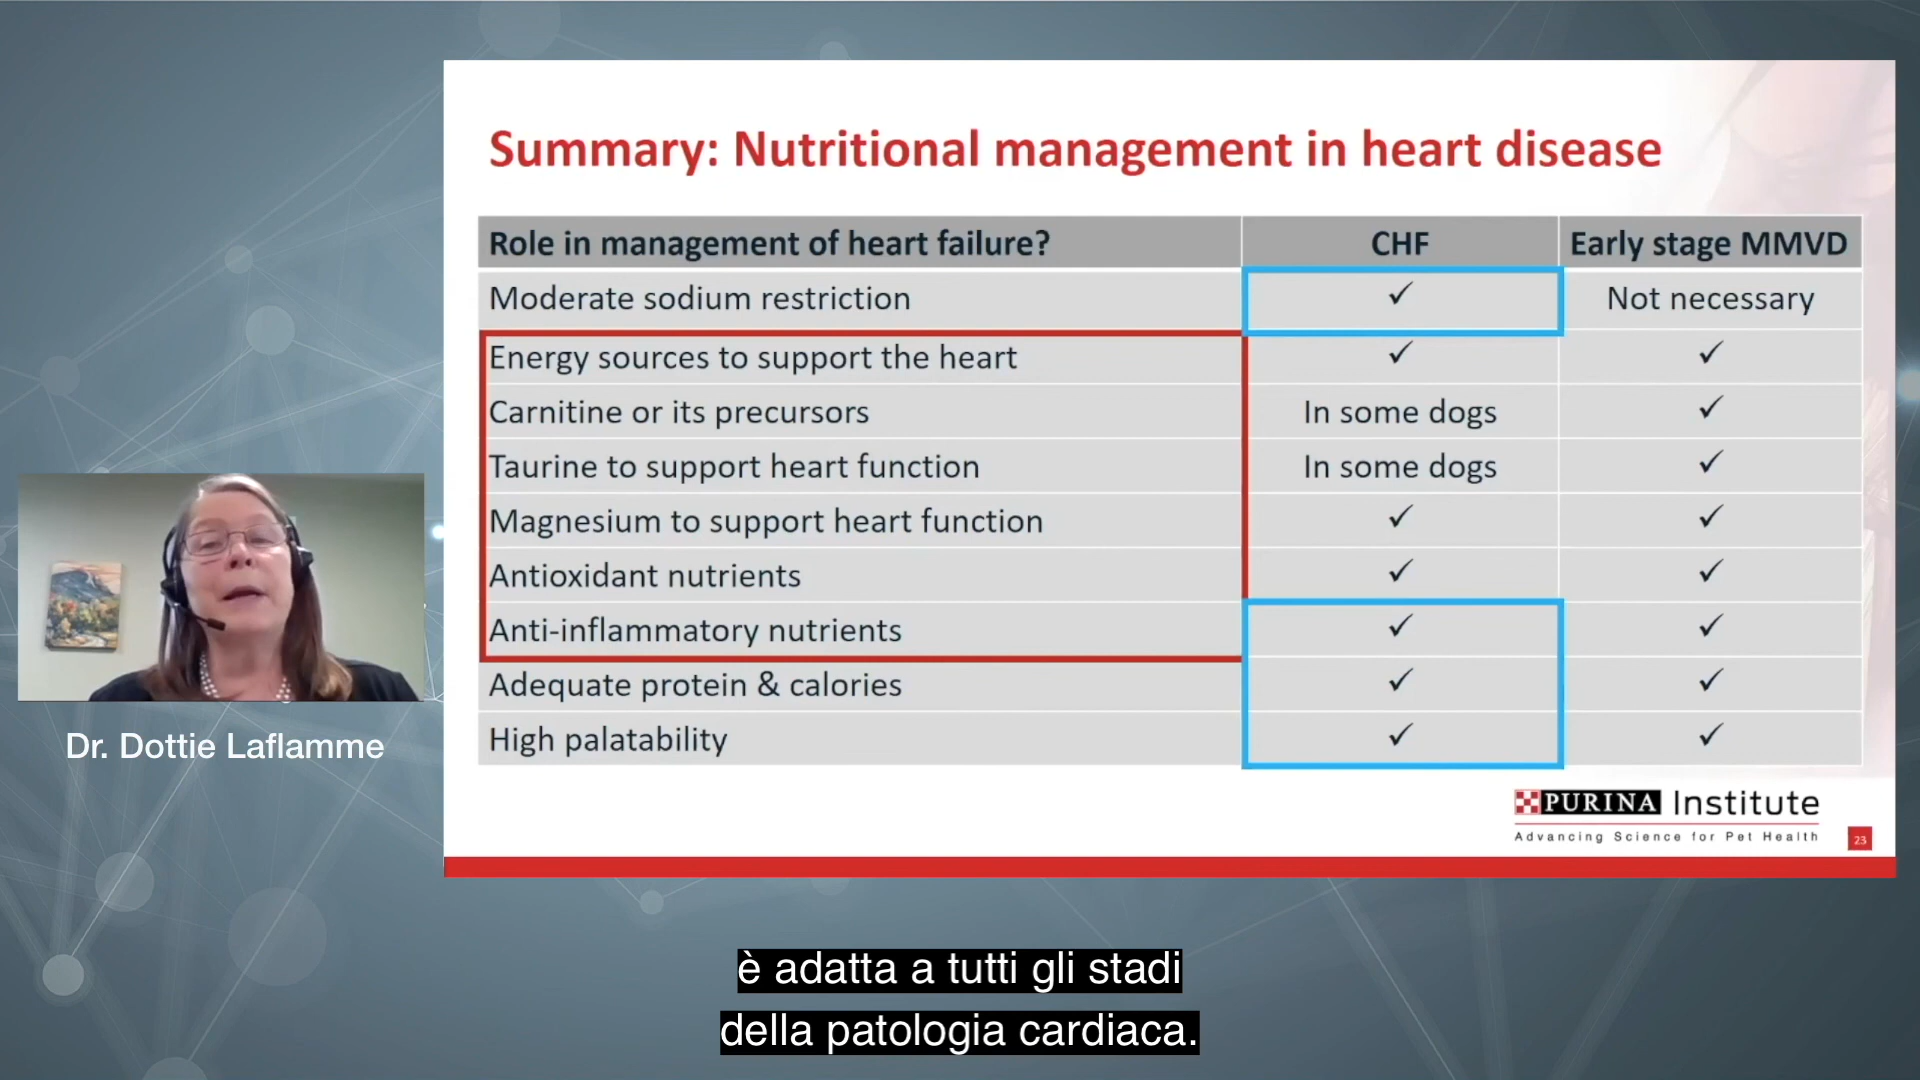 Summary: Nutritional management in heart disease
Role in management of heart failure? CHF Early stage MMVD
Moderate sodium restriction ✓ Not necessary
Energy sources to support the heart ✓ ✓
Carnitine or its precursors In some dogs ✓
Taurine to support heart function In some dogs ✓
Magnesium to support heart function ✓ ✓
Antioxidant nutrients ✓ ✓
Anti-inflammatory nutrients ✓ ✓
Adequate protein & calories ✓ ✓
High palatability ✓ ✓
Dr. Dottie Laflamme
PURINA Institute
Advancing Science for Pet Health
23
è adatta a tutti gli stadi
della patologia cardiaca.